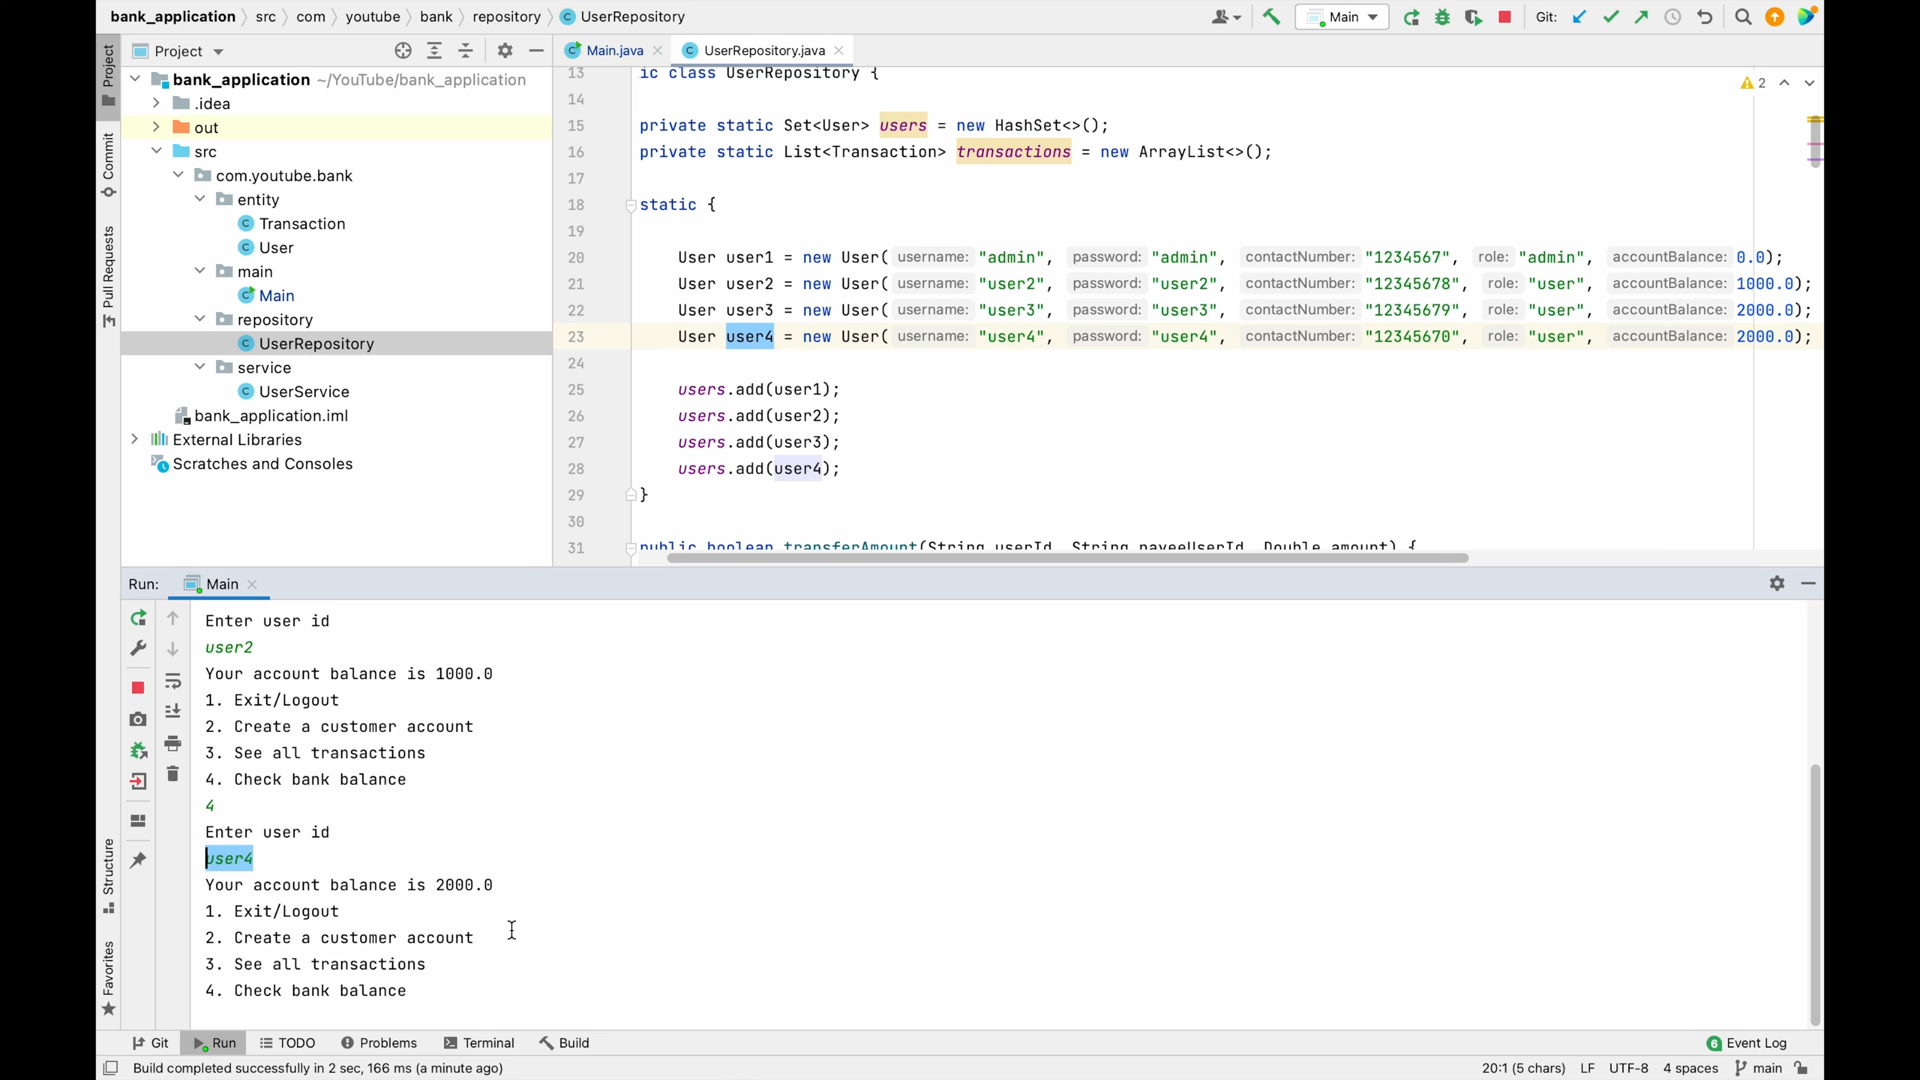 bank_application src com youtube bank repository UserRepository Main Git:
Project
Main.java UserRepository.java
bank_application ~/YouTube/bank_application
.idea
out
src
com.youtube.bank
entity
Transaction
User
main
Main
repository
UserRepository
service
UserService
bank_application.iml
External Libraries
Scratches and Consoles
Project
Commit
Pull Requests
Structure
Favorites
2
13 ic class UserRepository {
14
15 private static Set<User> users = new HashSet<>();
16 private static List<Transaction> transactions = new ArrayList<>();
17
18 static {
19
20 User user1 = new User( username: "admin", password: "admin", contactNumber: "1234567", role: "admin", accountBalance: 0.0);
21 User user2 = new User( username: "user2", password: "user2", contactNumber: "12345678", role: "user", accountBalance: 1000.0);
22 User user3 = new User( username: "user3", password: "user3", contactNumber: "12345679", role: "user", accountBalance: 2000.0);
23 User user4 = new User( username: "user4", password: "user4", contactNumber: "12345670", role: "user", accountBalance: 2000.0);
24
25 users.add(user1);
26 users.add(user2);
27 users.add(user3);
28 users.add(user4);
29 }
30
31 public boolean transferAmount(String userId, String payeeUserId, Double amount) {
Run: Main
Enter user id
user2
Your account balance is 1000.0
1. Exit/Logout
2. Create a customer account
3. See all transactions
4. Check bank balance
4
Enter user id
user4
Your account balance is 2000.0
1. Exit/Logout
2. Create a customer account
3. See all transactions
4. Check bank balance
Git Run TODO Problems Terminal Build 6 Event Log
Build completed successfully in 2 sec, 166 ms (a minute ago) 20:1 (5 chars) LF UTF-8 4 spaces main